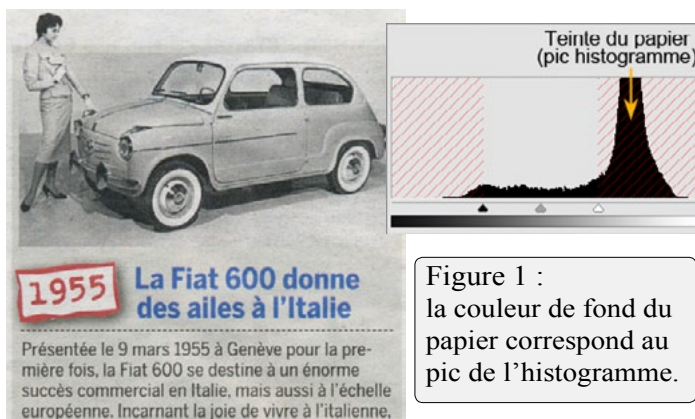 Teinte du papier
(pic histogramme)
1955
La Fiat 600 donne
des ailes à l'Italie
Présentée le 9 mars 1955 à Genève pour la pre-
mière fois, la Fiat 600 se destine à un énorme
succès commercial en Italie, mais aussi à l'échelle
européenne. Incarnant la joie de vivre à l'italienne,
Figure 1 :
la couleur de fond du
papier correspond au
pic de l'histogramme.